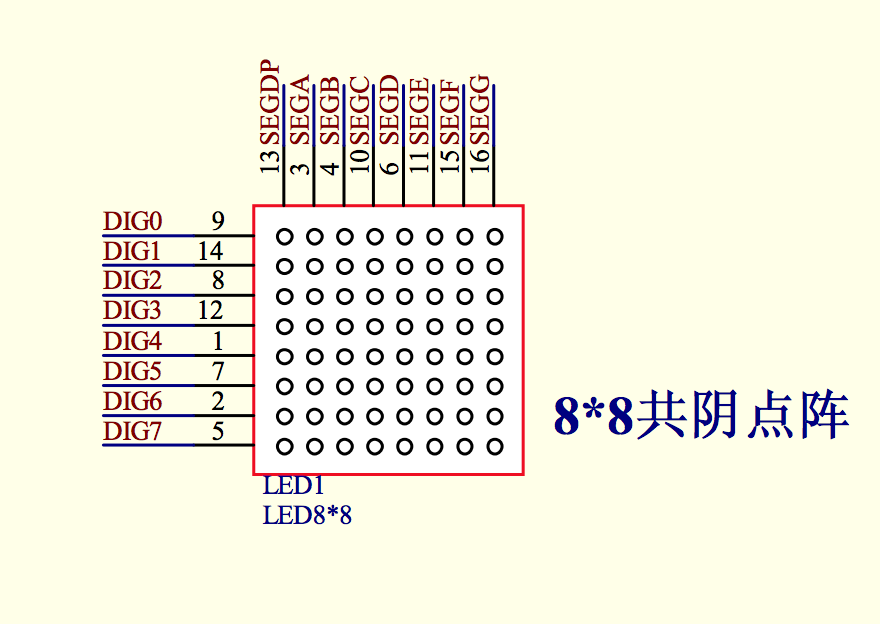 13 SEGDP
3 SEGA
4 SEGB
10 SEGC
6 SEGD
11 SEGE
15 SEGF
16 SEGG
DIG0 9
DIG1 14
DIG2 8
DIG3 12
DIG4 1
DIG5 7
DIG6 2
DIG7 5
8*8共阴点阵
LED1
LED8*8